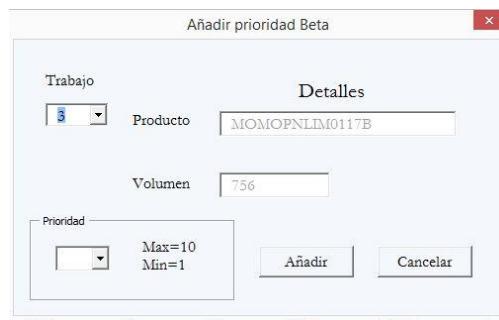 Añadir prioridad Beta
Trabajo
3
Detalles
Producto
MOMOPNLIM0117B
Volumen
756
Prioridad
Max=10
Min=1
Añadir
Cancelar